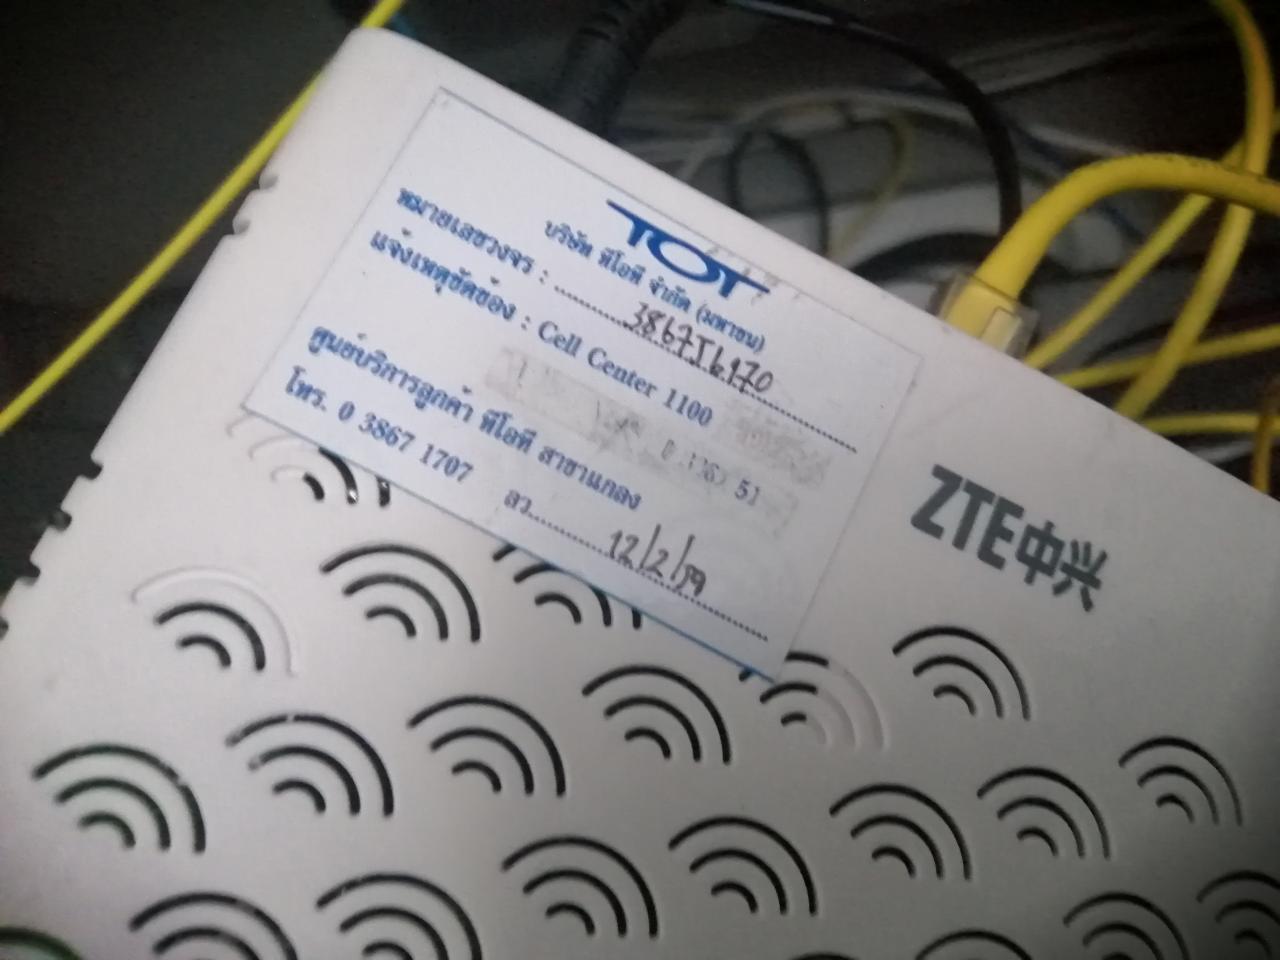 TOT
บริษัท ทีโอที จำกัด (มหาชน)
หมายเลขวงจร : 3867J6970
แจ้งเหตุขัดข้อง : Cell Center 1100
51
ศูนย์บริการลูกค้า ทีโอที สาขาแกลง
โทร. 0 3867 1707 ลว. 12/2/59
ZTE中兴